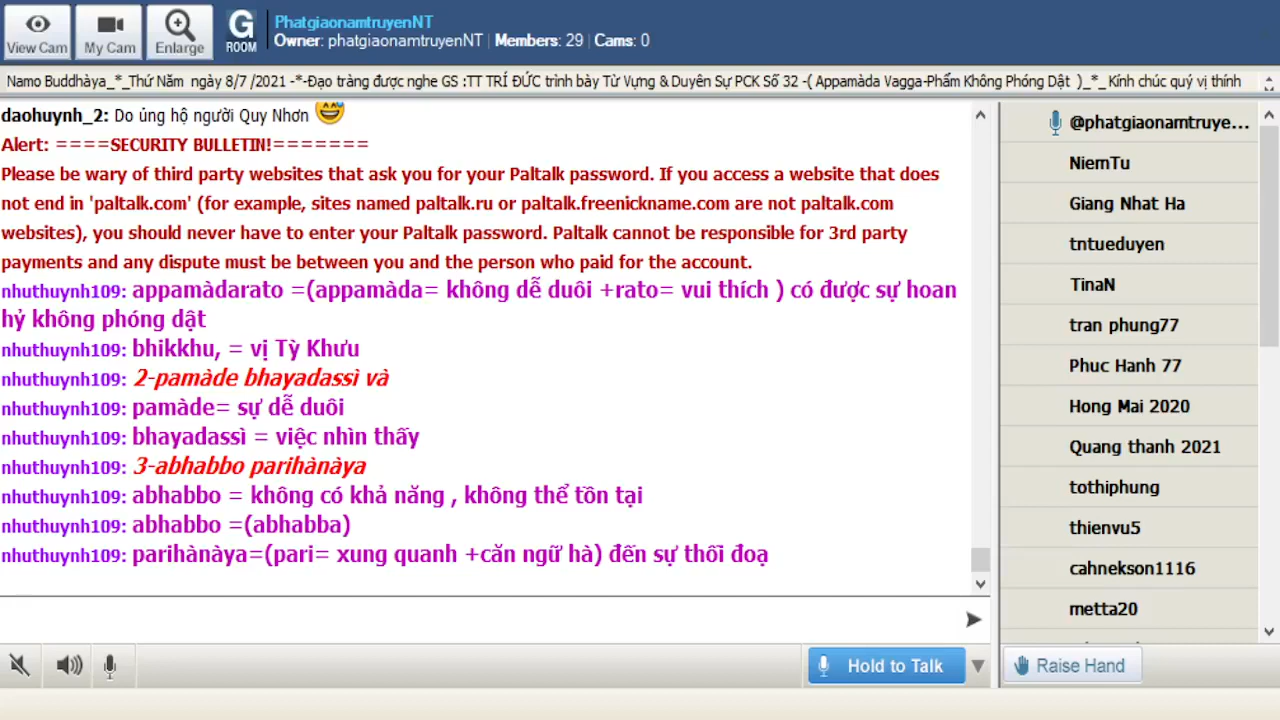 View Cam
My Cam
Enlarge
G
ROOM
PhatgiaonamtruyenNT
Owner: phatgiaonamtruyenNT | Members: 29 | Cams: 0
Namo Buddhàya_*_Thứ Năm ngày 8/7 /2021 -*-Đạo tràng được nghe GS :TT TRÍ ĐỨC trình bày Từ Vựng & Duyên Sự PCK Số 32 -( Appamàda Vagga-Phẩm Không Phóng Dật )_*_ Kính chúc quý vị thính
daohuynh_2: Do ủng hộ người Quy Nhơn
Alert: ====SECURITY BULLETIN!=======
Please be wary of third party websites that ask you for your Paltalk password. If you access a website that does
not end in 'paltalk.com' (for example, sites named paltalk.ru or paltalk.freenickname.com are not paltalk.com
websites), you should never have to enter your Paltalk password. Paltalk cannot be responsible for 3rd party
payments and any dispute must be between you and the person who paid for the account.
nhuthuynh109: appamàdarato =(appamàda= không dễ duôi +rato= vui thích ) có được sự hoan
hỷ không phóng dật
nhuthuynh109: bhikkhu, = vị Tỳ Khưu
nhuthuynh109: 2-pamàde bhayadassì và
nhuthuynh109: pamàde= sự dễ duôi
nhuthuynh109: bhayadassì = việc nhìn thấy
nhuthuynh109: 3-abhabbo parihànàya
nhuthuynh109: abhabbo = không có khả năng , không thể tồn tại
nhuthuynh109: abhabbo =(abhabba)
nhuthuynh109: parihànàya=(pari= xung quanh +căn ngữ hà) đến sự thối đoạ
@phatgiaonamtruye...
NiemTu
Giang Nhat Ha
tntueduyen
TinaN
tran phung77
Phuc Hanh 77
Hong Mai 2020
Quang thanh 2021
tothiphung
thienvu5
cahnekson1116
metta20
Hold to Talk
Raise Hand